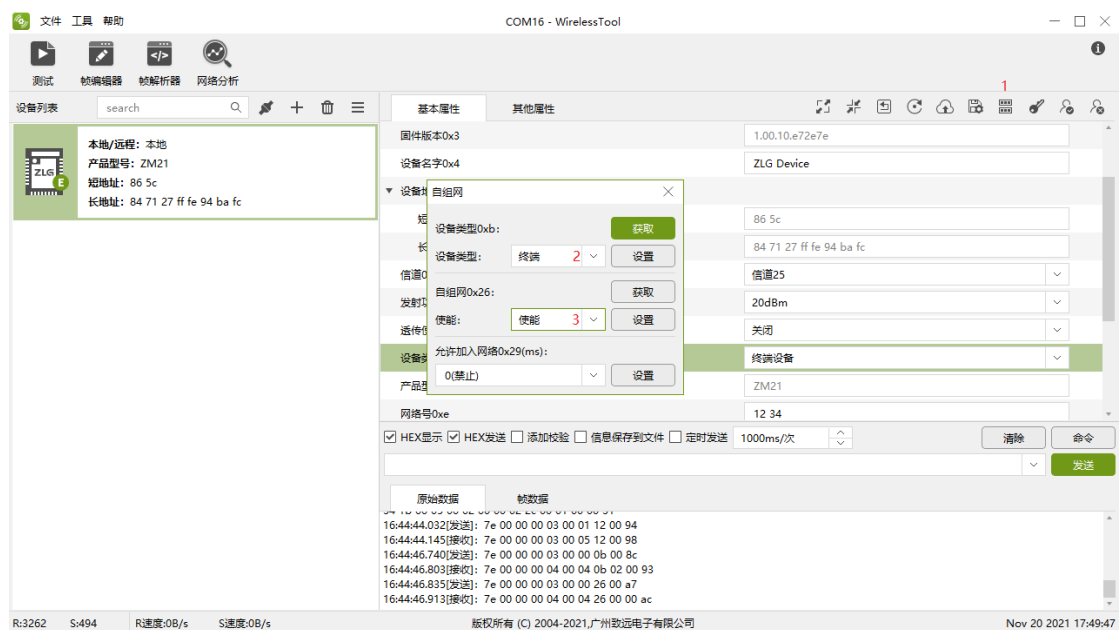 文件 工具 帮助 COM16 - WirelessTool
测试 帧编辑器 帧解析器 网络分析
1
设备列表 search 基本属性 其他属性
ZLG E
本地/远程: 本地
产品型号: ZM21
短地址: 86 5c
长地址: 84 71 27 ff fe 94 ba fc
固件版本0x3 1.00.10.e72e7e
设备名字0x4 ZLG Device
设备
短 86 5c
长 84 71 27 ff fe 94 ba fc
信道0 信道25
发射 20dBm
透传 关闭
设备 终端设备
产品 ZM21
网络号0xe 12 34
自组网
设备类型0xb: 获取
设备类型: 终端 2 设置
自组网0x26: 获取
使能: 使能 3 设置
允许加入网络0x29(ms):
0(禁止) 设置
HEX显示 HEX发送 添加校验 信息保存到文件 定时发送 1000ms/次 清除 命令
发送
原始数据 帧数据
16:44:44.032[发送]: 7e 00 00 00 03 00 01 12 00 94
16:44:44.145[接收]: 7e 00 00 00 03 00 05 12 00 98
16:44:46.740[发送]: 7e 00 00 00 03 00 00 0b 00 8c
16:44:46.803[接收]: 7e 00 00 00 04 00 04 0b 02 00 93
16:44:46.835[发送]: 7e 00 00 00 03 00 00 26 00 a7
16:44:46.913[接收]: 7e 00 00 00 04 00 04 26 00 00 ac
R:3262 S:494 R速度:0B/s S速度:0B/s 版权所有 (C) 2004-2021,广州致远电子有限公司 Nov 20 2021 17:49:47